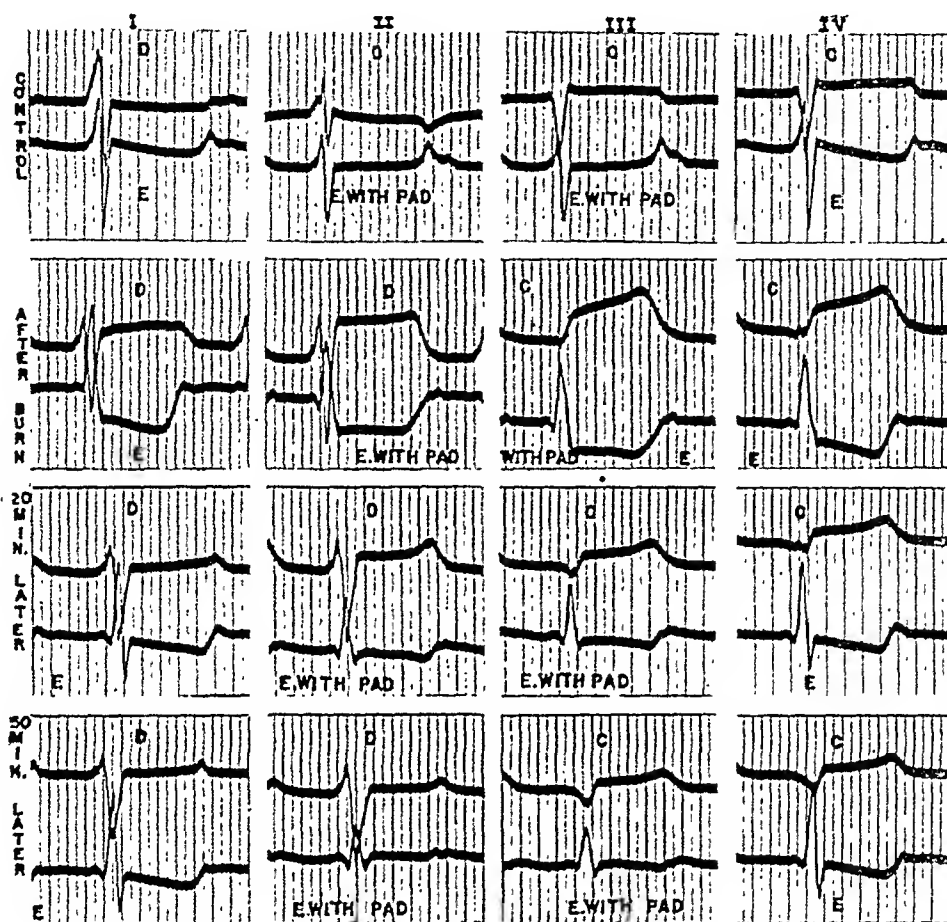 I II III IV
CONTROL
D O O C
E E. WITH PAD E. WITH PAD E
AFTER BURN
D D C C
E E. WITH PAD WITH PAD E E
20 MIN. LATER
D O C O
E E. WITH PAD E. WITH PAD E
50 MIN. LATER
D D C C
E E. WITH PAD E. WITH PAD E